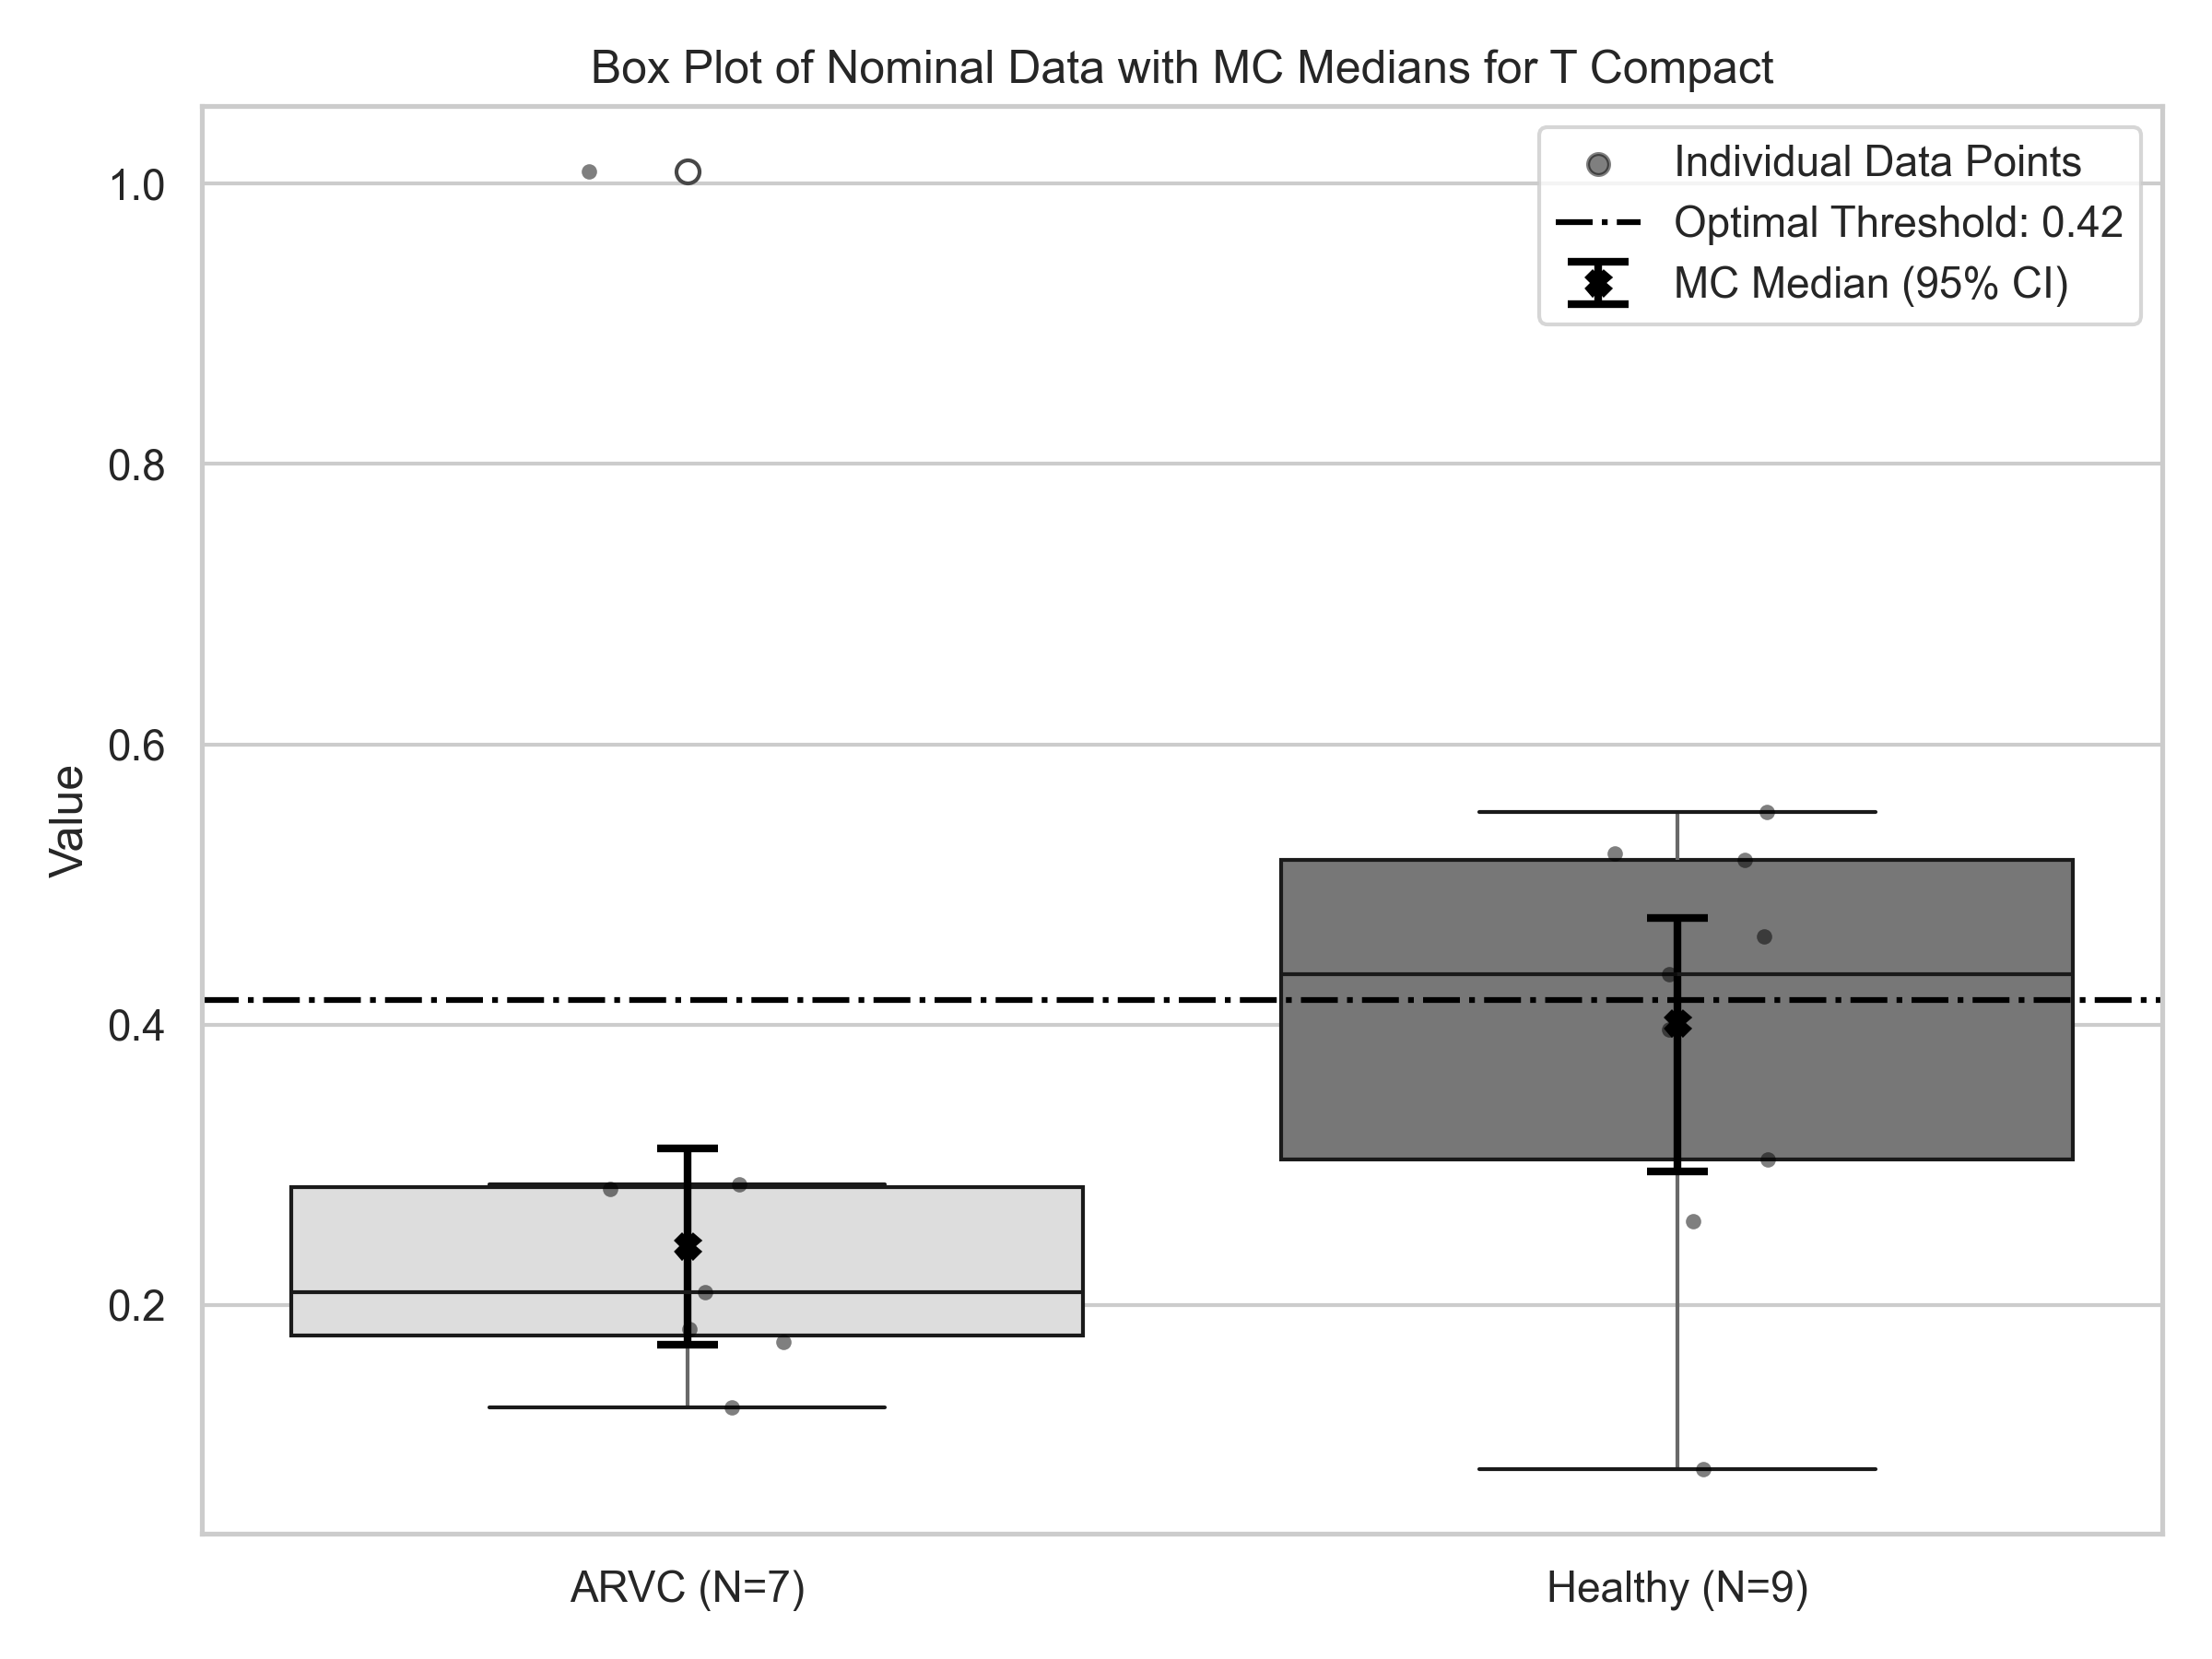 Box Plot of Nominal Data with MC Medians for T Compact
Individual Data Points
Optimal Threshold: 0.42
MC Median (95% CI)
1.0
0.8
0.6
0.4
0.2
Value
ARVC (N=7)
Healthy (N=9)